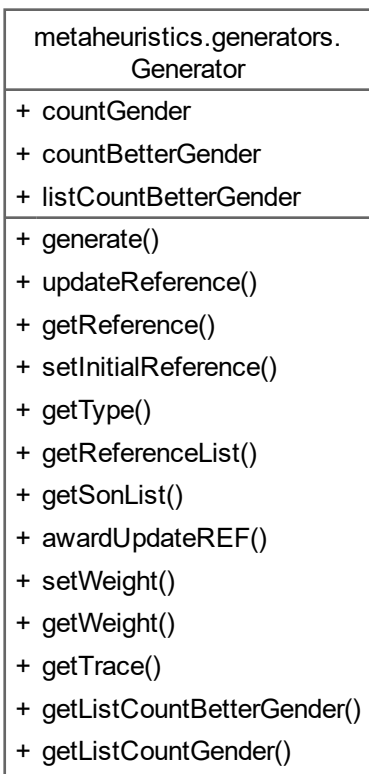 metaheuristics.generators.
Generator
+ countGender
+ countBetterGender
+ listCountBetterGender
+ generate()
+ updateReference()
+ getReference()
+ setInitialReference()
+ getType()
+ getReferenceList()
+ getSonList()
+ awardUpdateREF()
+ setWeight()
+ getWeight()
+ getTrace()
+ getListCountBetterGender()
+ getListCountGender()